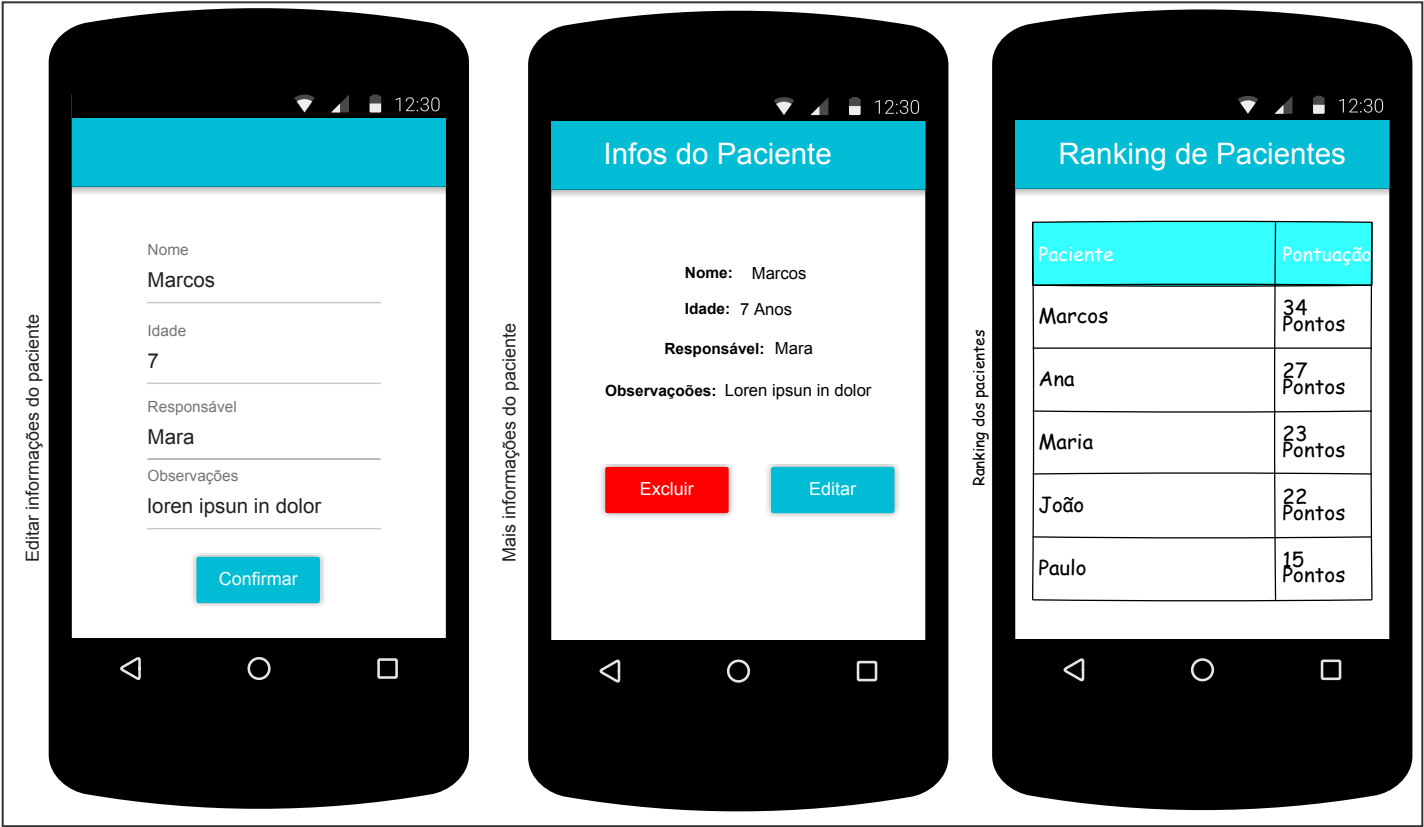 Editar informações do paciente
12:30
Nome
Marcos
Idade
7
Responsável
Mara
Observações
loren ipsun in dolor
Confirmar
Mais informações do paciente
12:30
Infos do Paciente
Nome: Marcos
Idade: 7 Anos
Responsável: Mara
Observaçoões: Loren ipsun in dolor
Excluir Editar
Ranking dos pacientes
12:30
Ranking de Pacientes
Paciente Pontuação
Marcos 34 Pontos
Ana 27 Pontos
Maria 23 Pontos
João 22 Pontos
Paulo 15 Pontos